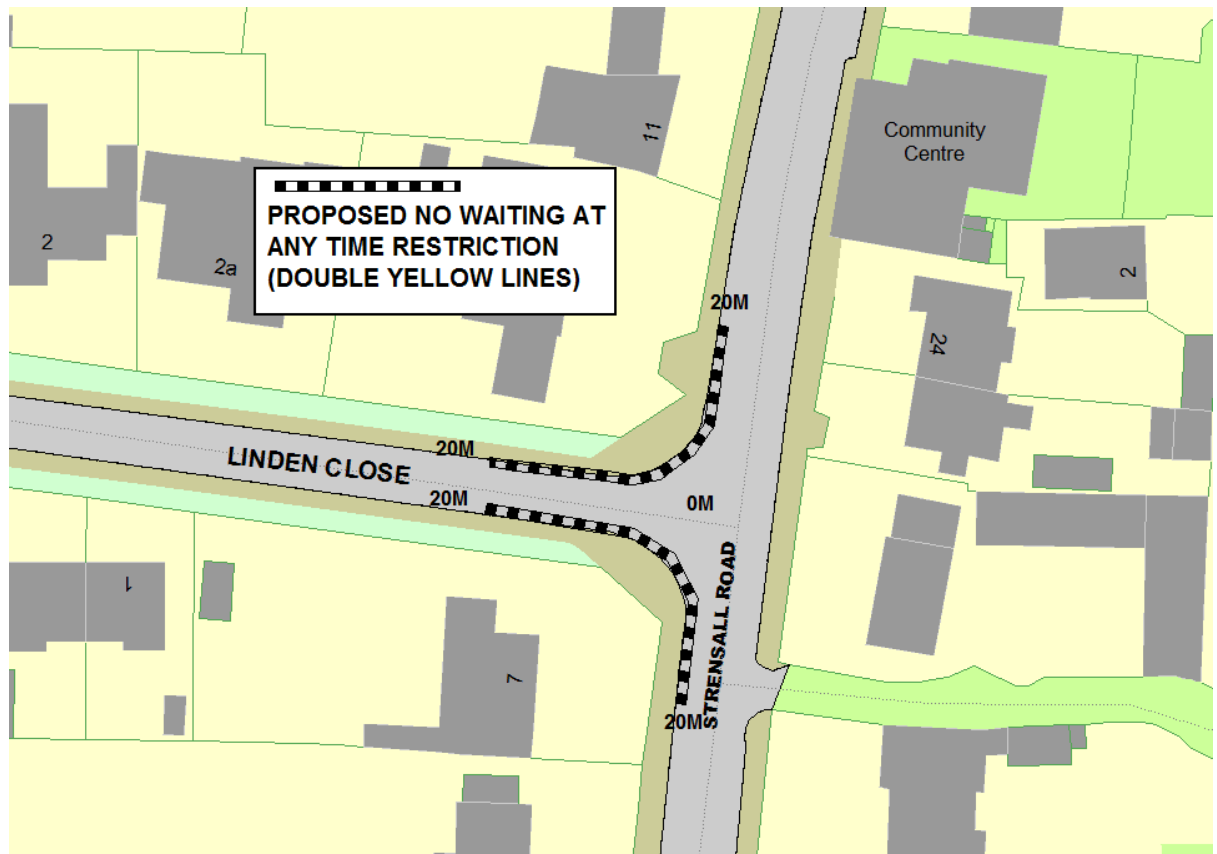 11
Community
Centre
PROPOSED NO WAITING AT
ANY TIME RESTRICTION
(DOUBLE YELLOW LINES)
2
2a
2
20M
24
20M
LINDEN CLOSE
20M
0M
STRENSALL ROAD
1
7
20M